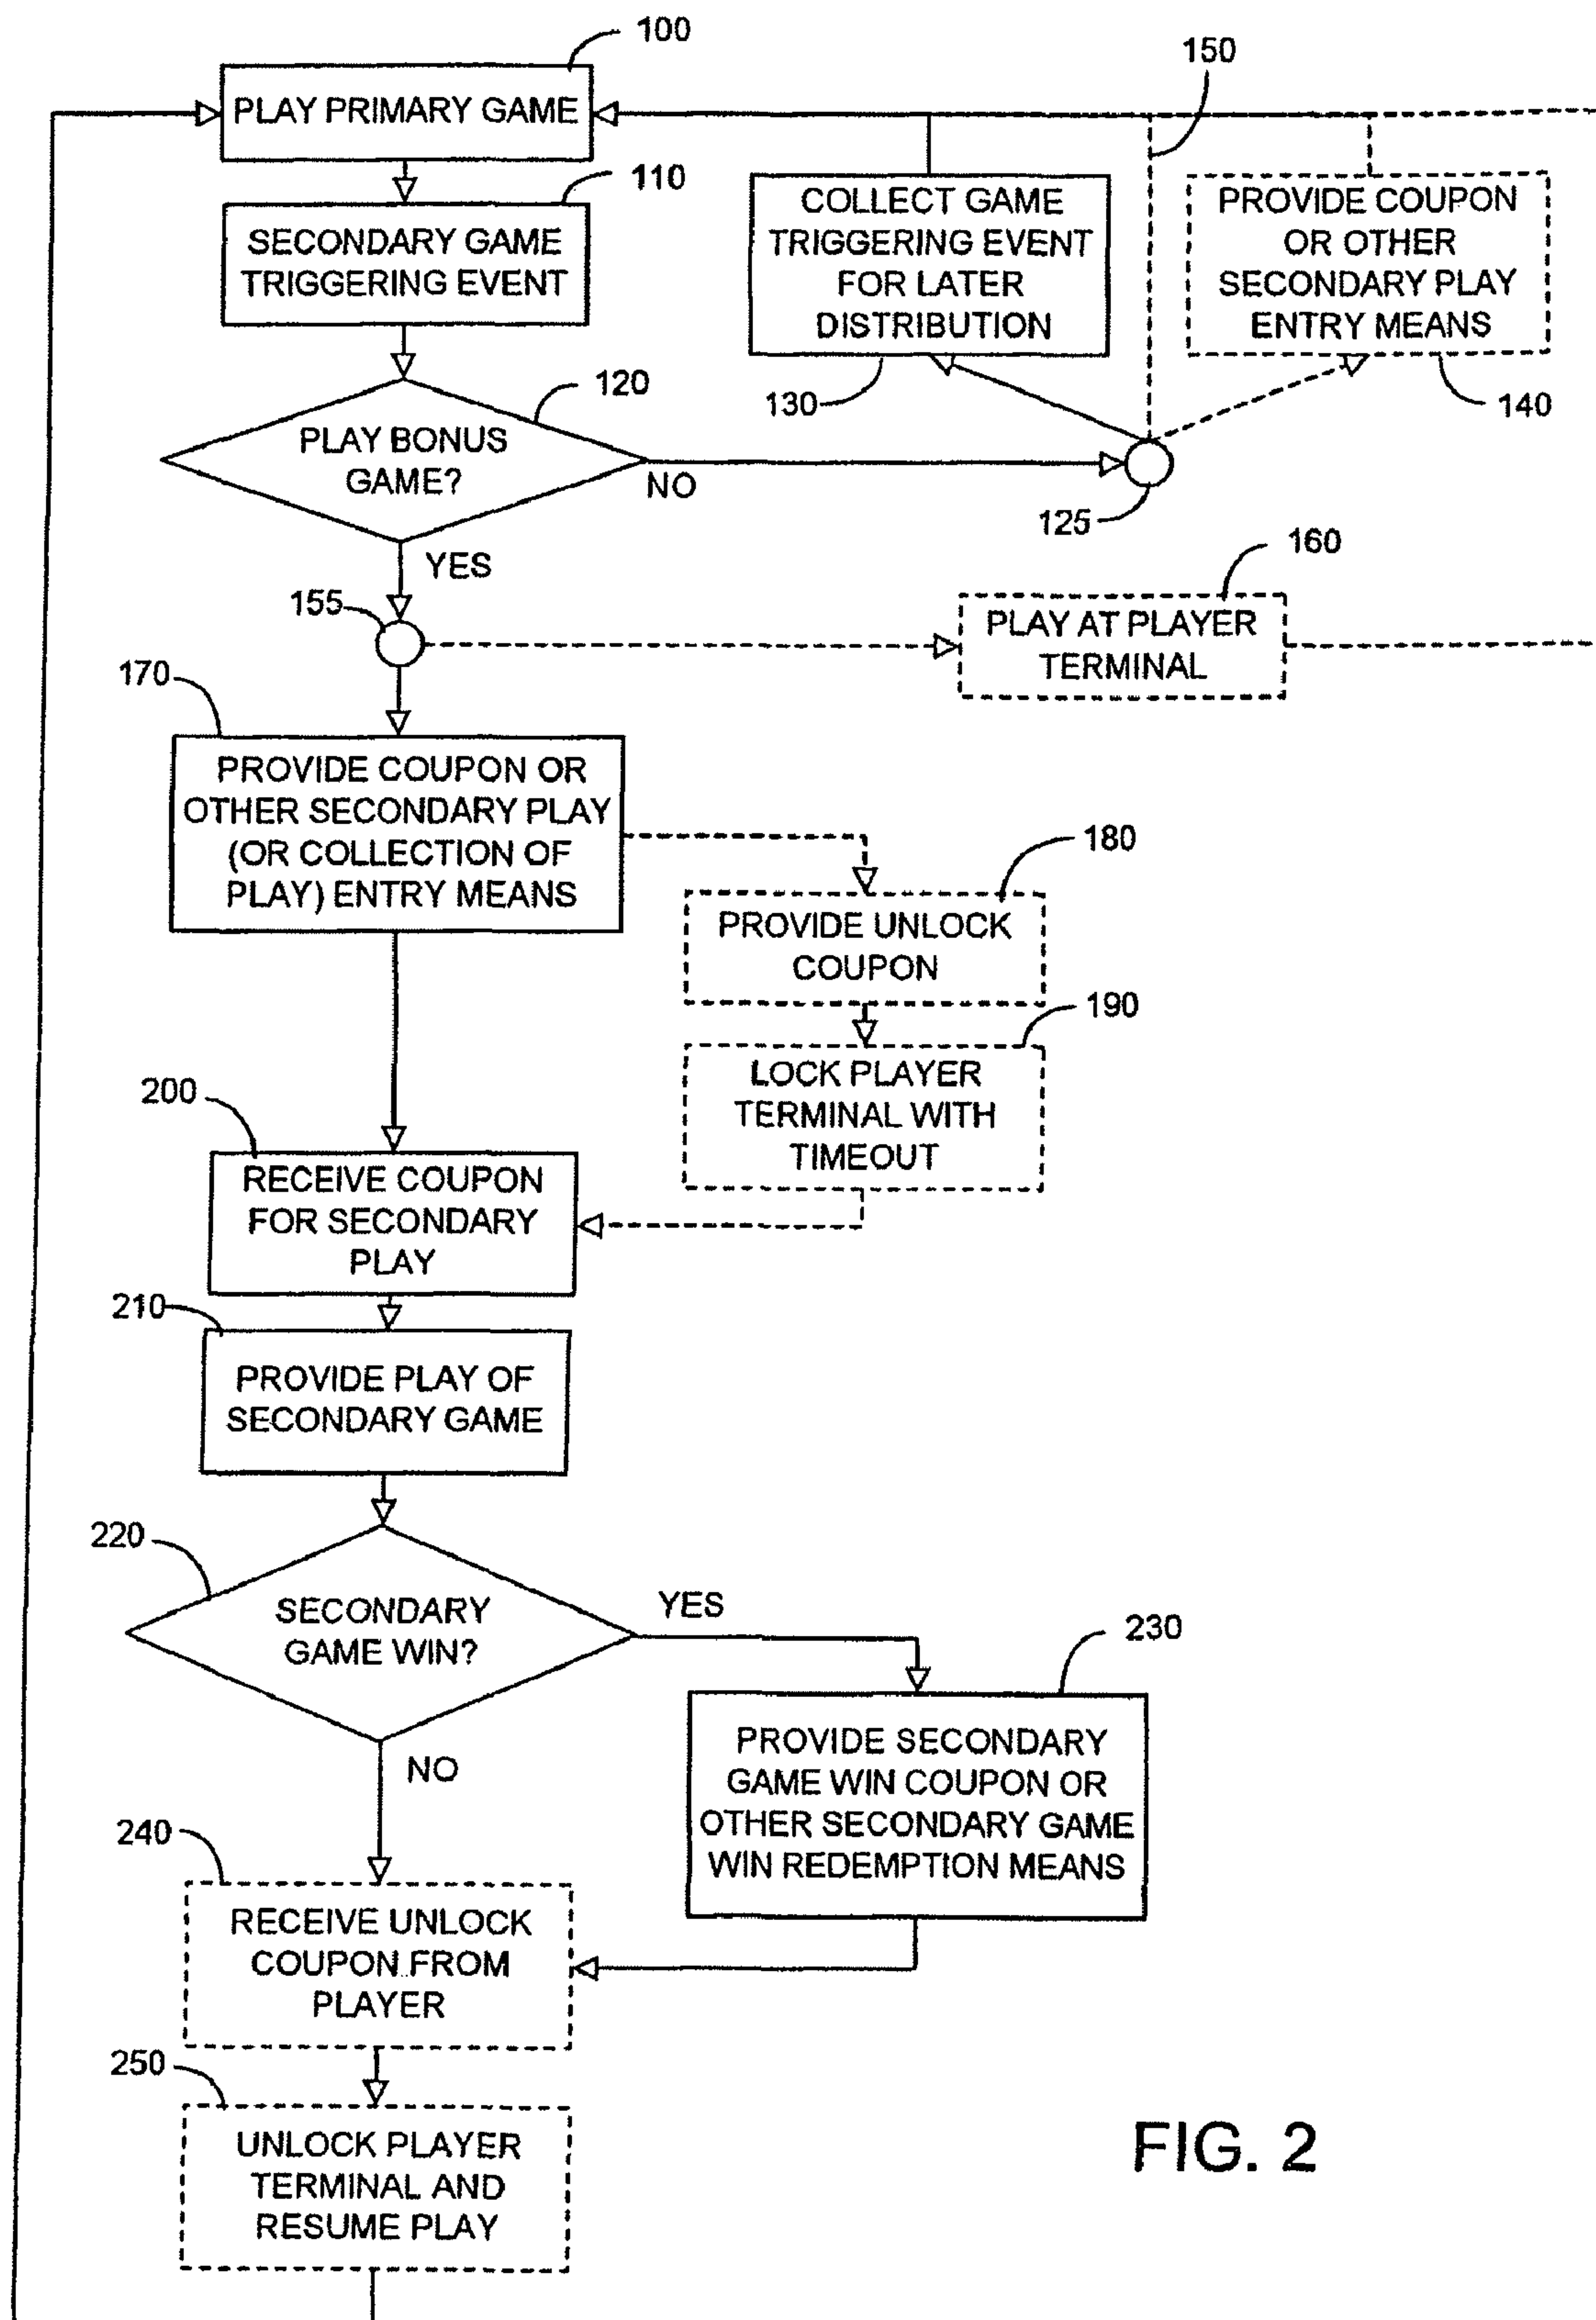 100
PLAY PRIMARY GAME
110
SECONDARY GAME
TRIGGERING EVENT
120
PLAY BONUS
GAME?
NO
YES
125
COLLECT GAME
TRIGGERING EVENT
FOR LATER
DISTRIBUTION
130
150
PROVIDE COUPON
OR OTHER
SECONDARY PLAY
ENTRY MEANS
140
155
160
PLAY AT PLAYER
TERMINAL
170
PROVIDE COUPON OR
OTHER SECONDARY PLAY
(OR COLLECTION OF
PLAY) ENTRY MEANS
180
PROVIDE UNLOCK
COUPON
190
LOCK PLAYER
TERMINAL WITH
TIMEOUT
200
RECEIVE COUPON
FOR SECONDARY
PLAY
210
PROVIDE PLAY OF
SECONDARY GAME
220
SECONDARY
GAME WIN?
YES
NO
230
PROVIDE SECONDARY
GAME WIN COUPON OR
OTHER SECONDARY GAME
WIN REDEMPTION MEANS
240
RECEIVE UNLOCK
COUPON FROM
PLAYER
250
UNLOCK PLAYER
TERMINAL AND
RESUME PLAY
FIG. 2